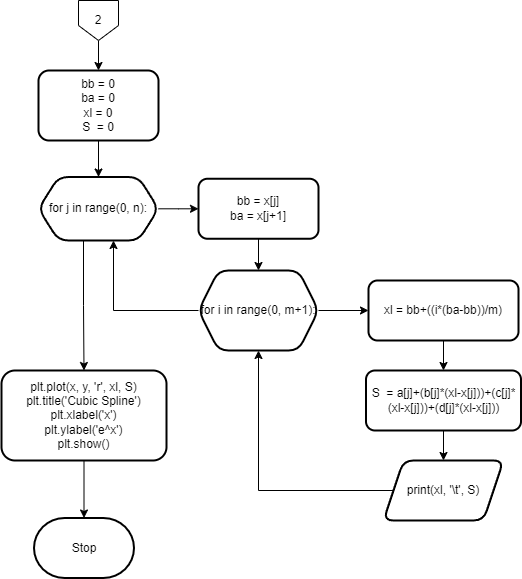 2
bb = 0
ba = 0
xl = 0
S  = 0
for j in range(0, n):
bb = x[j]
ba = x[j+1]
for i in range(0, m+1):
xl = bb+((i*(ba-bb))/m)
S  = a[j]+(b[j]*(xl-x[j]))+(c[j]*
(xl-x[j]))+(d[j]*(xl-x[j]))
print(xl, '\t', S)
plt.plot(x, y, 'r', xl, S)
plt.title('Cubic Spline')
plt.xlabel('x')
plt.ylabel('e^x')
plt.show()
Stop